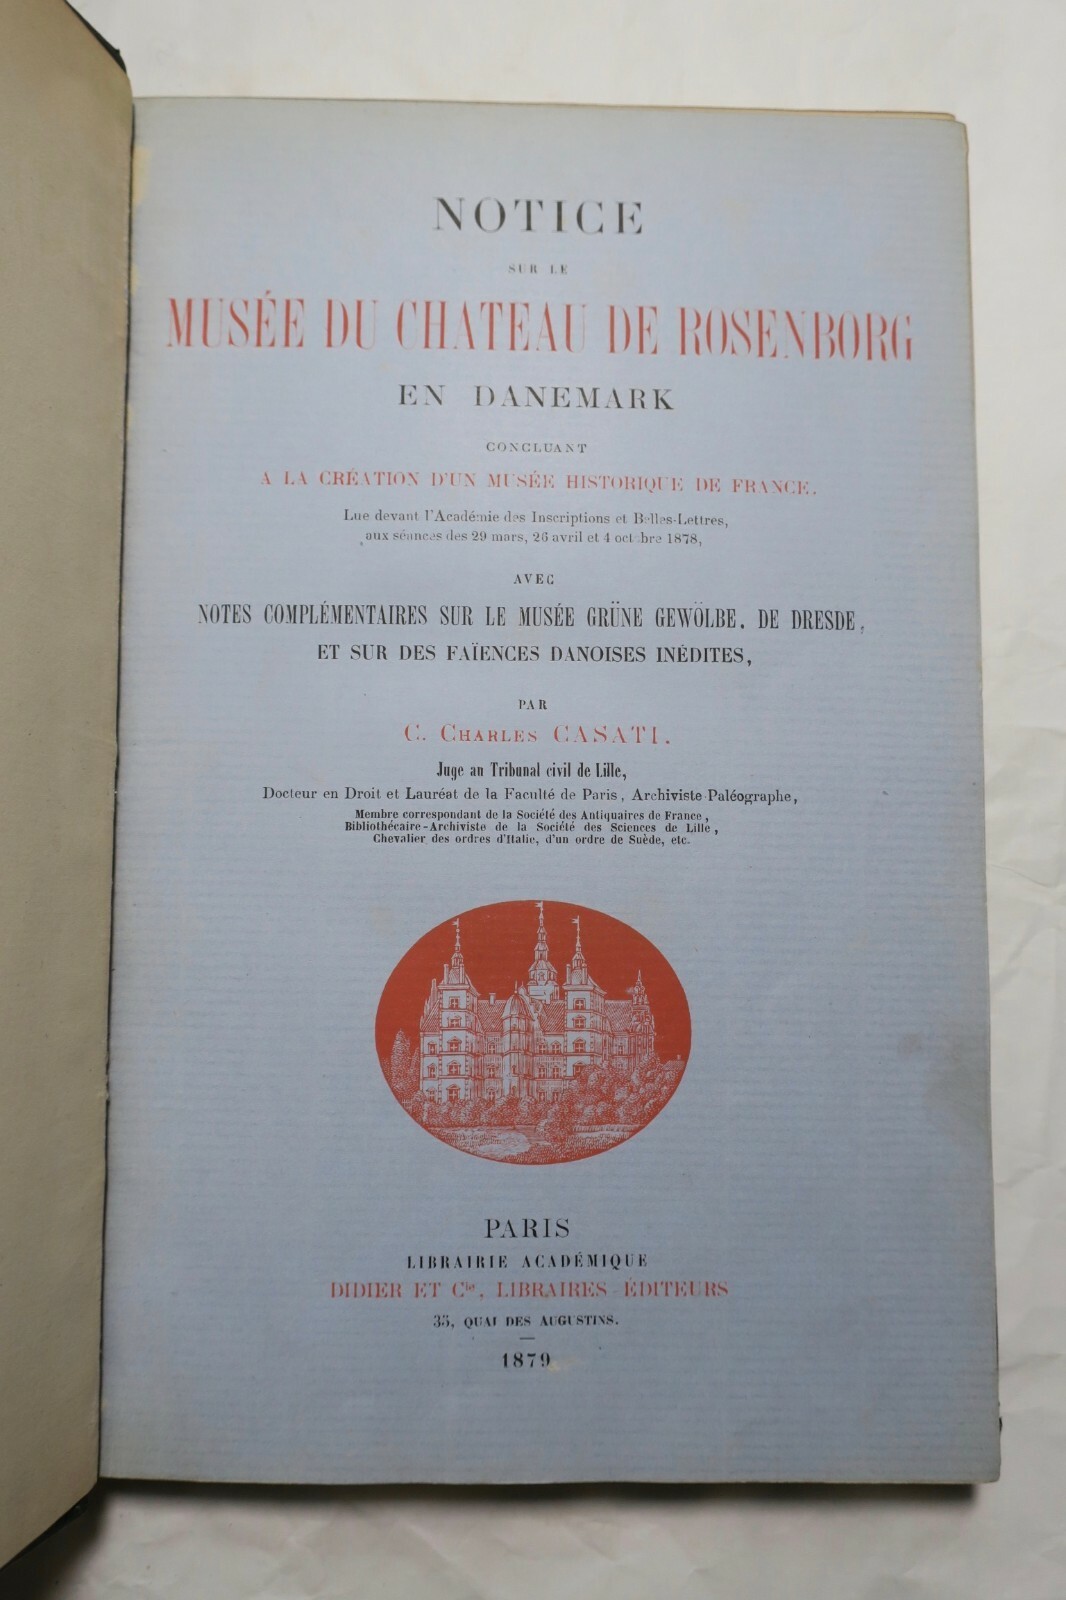 NOTICE
SUR LE
MUSÉE DU CHATEAU DE ROSENBORG
EN DANEMARK
CONCLUANT
A LA CRÉATION D'UN MUSÉE HISTORIQUE DE FRANCE.
Lue devant l'Académie des Inscriptions et Belles-Lettres,
aux séances des 29 mars, 26 avril et 4 octobre 1878,
AVEC
NOTES COMPLÉMENTAIRES SUR LE MUSÉE GRÜNE GEWÖLBE. DE DRESDE,
ET SUR DES FAÏENCES DANOISES INÉDITES,
PAR
C. CHARLES CASATI.
Juge au Tribunal civil de Lille,
Docteur en Droit et Lauréat de la Faculté de Paris, Archiviste-Paléographe,
Membre correspondant de la Société des Antiquaires de France,
Bibliothécaire-Archiviste de la Société des Sciences de Lille,
Chevalier des ordres d'Italie, d'un ordre de Suède, etc.
PARIS
LIBRAIRIE ACADÉMIQUE
DIDIER ET Cie, LIBRAIRES-ÉDITEURS
35, QUAI DES AUGUSTINS.
1879